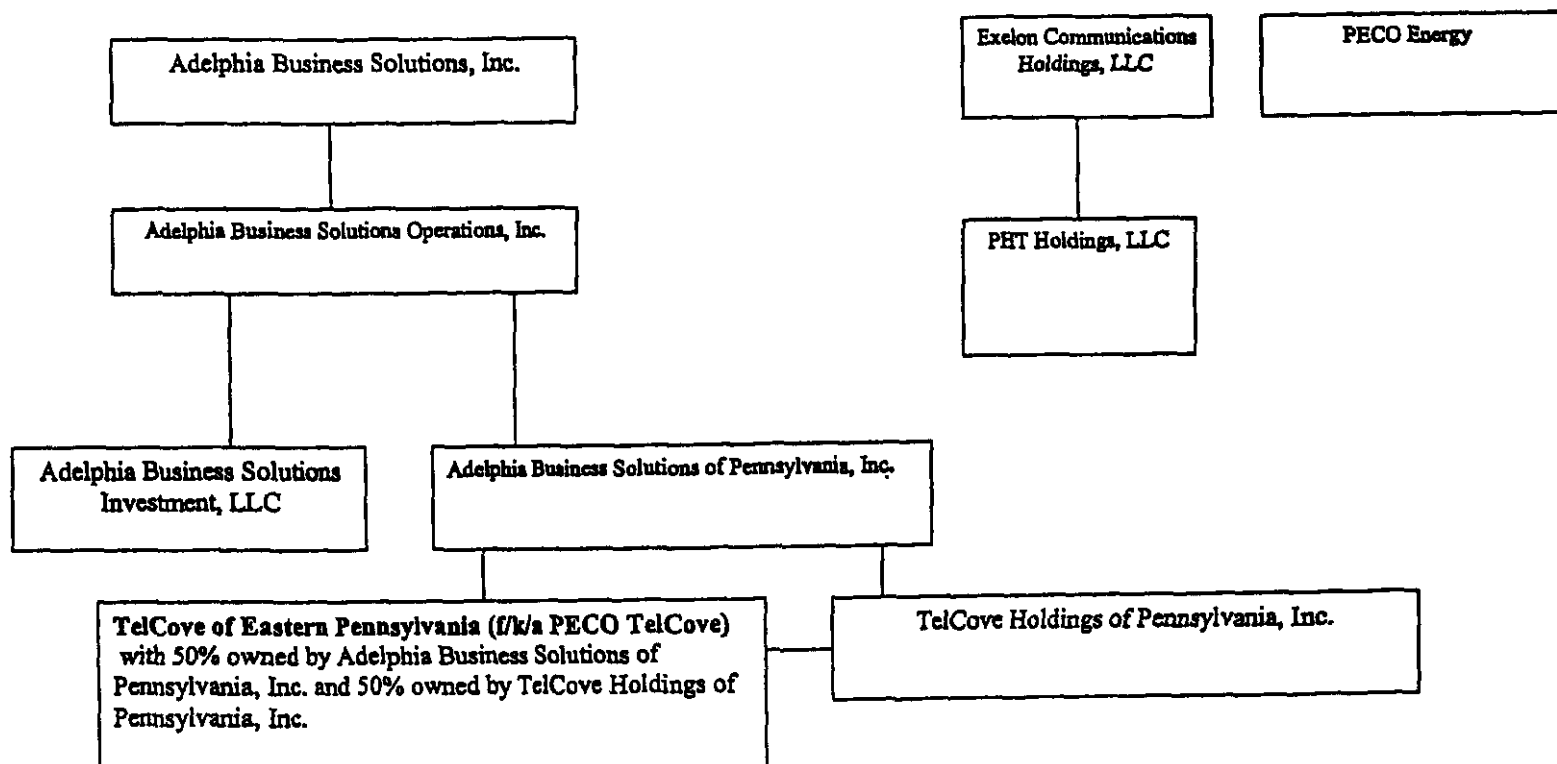 Adelphia Business Solutions, Inc.
Exelon Communications
Holdings, LLC
PECO Energy
Adelphia Business Solutions Operations, Inc.
PHT Holdings, LLC
Adelphia Business Solutions
Investment, LLC
Adelphia Business Solutions of Pennsylvania, Inc.
TelCove of Eastern Pennsylvania (f/k/a PECO TelCove)
with 50% owned by Adelphia Business Solutions of
Pennsylvania, Inc. and 50% owned by TelCove Holdings of
Pennsylvania, Inc.
TelCove Holdings of Pennsylvania, Inc.